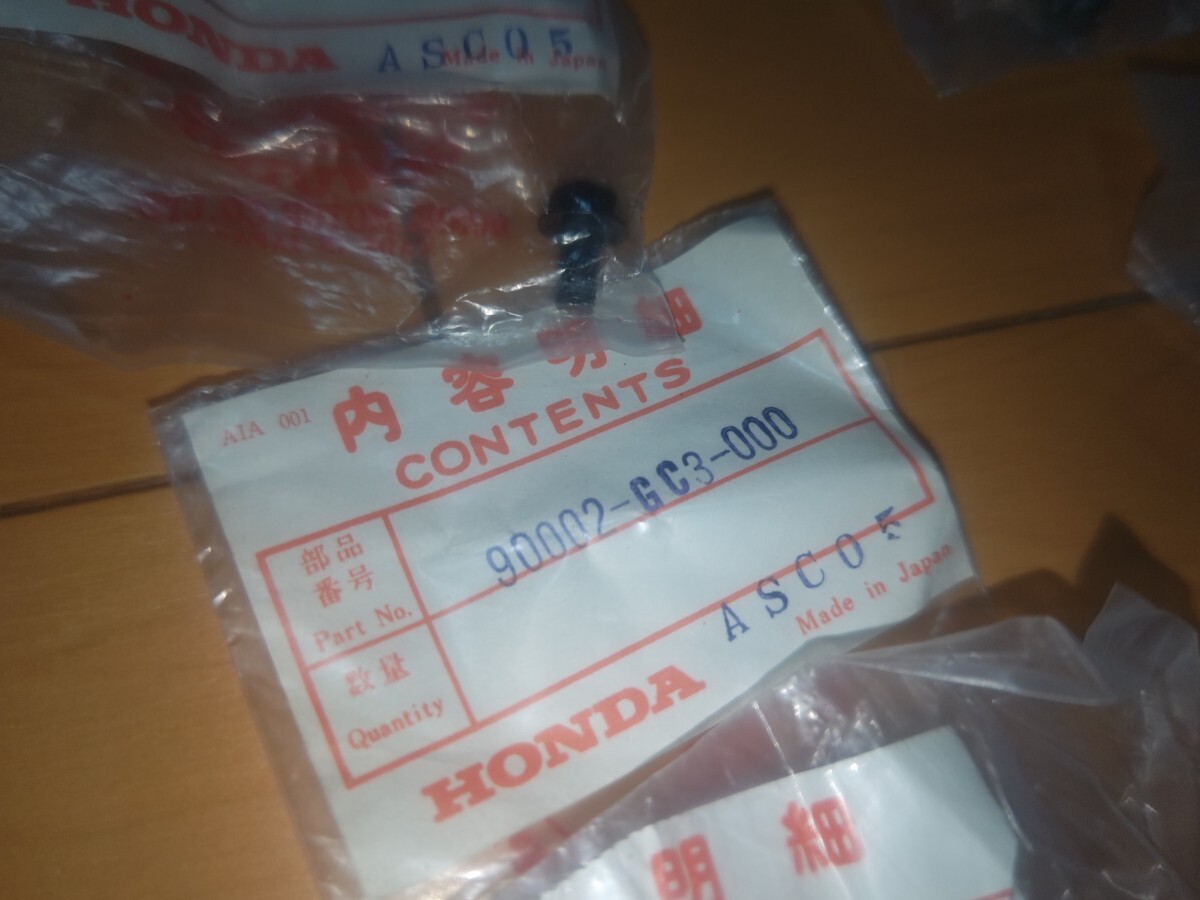 HONDA
ASC05
Made in Japan
AIA 001
内容明細
CONTENTS
部品
番号
Part No.
90002-GC3-000
数量
Quantity
ASC05
Made in Japan
HONDA
明細